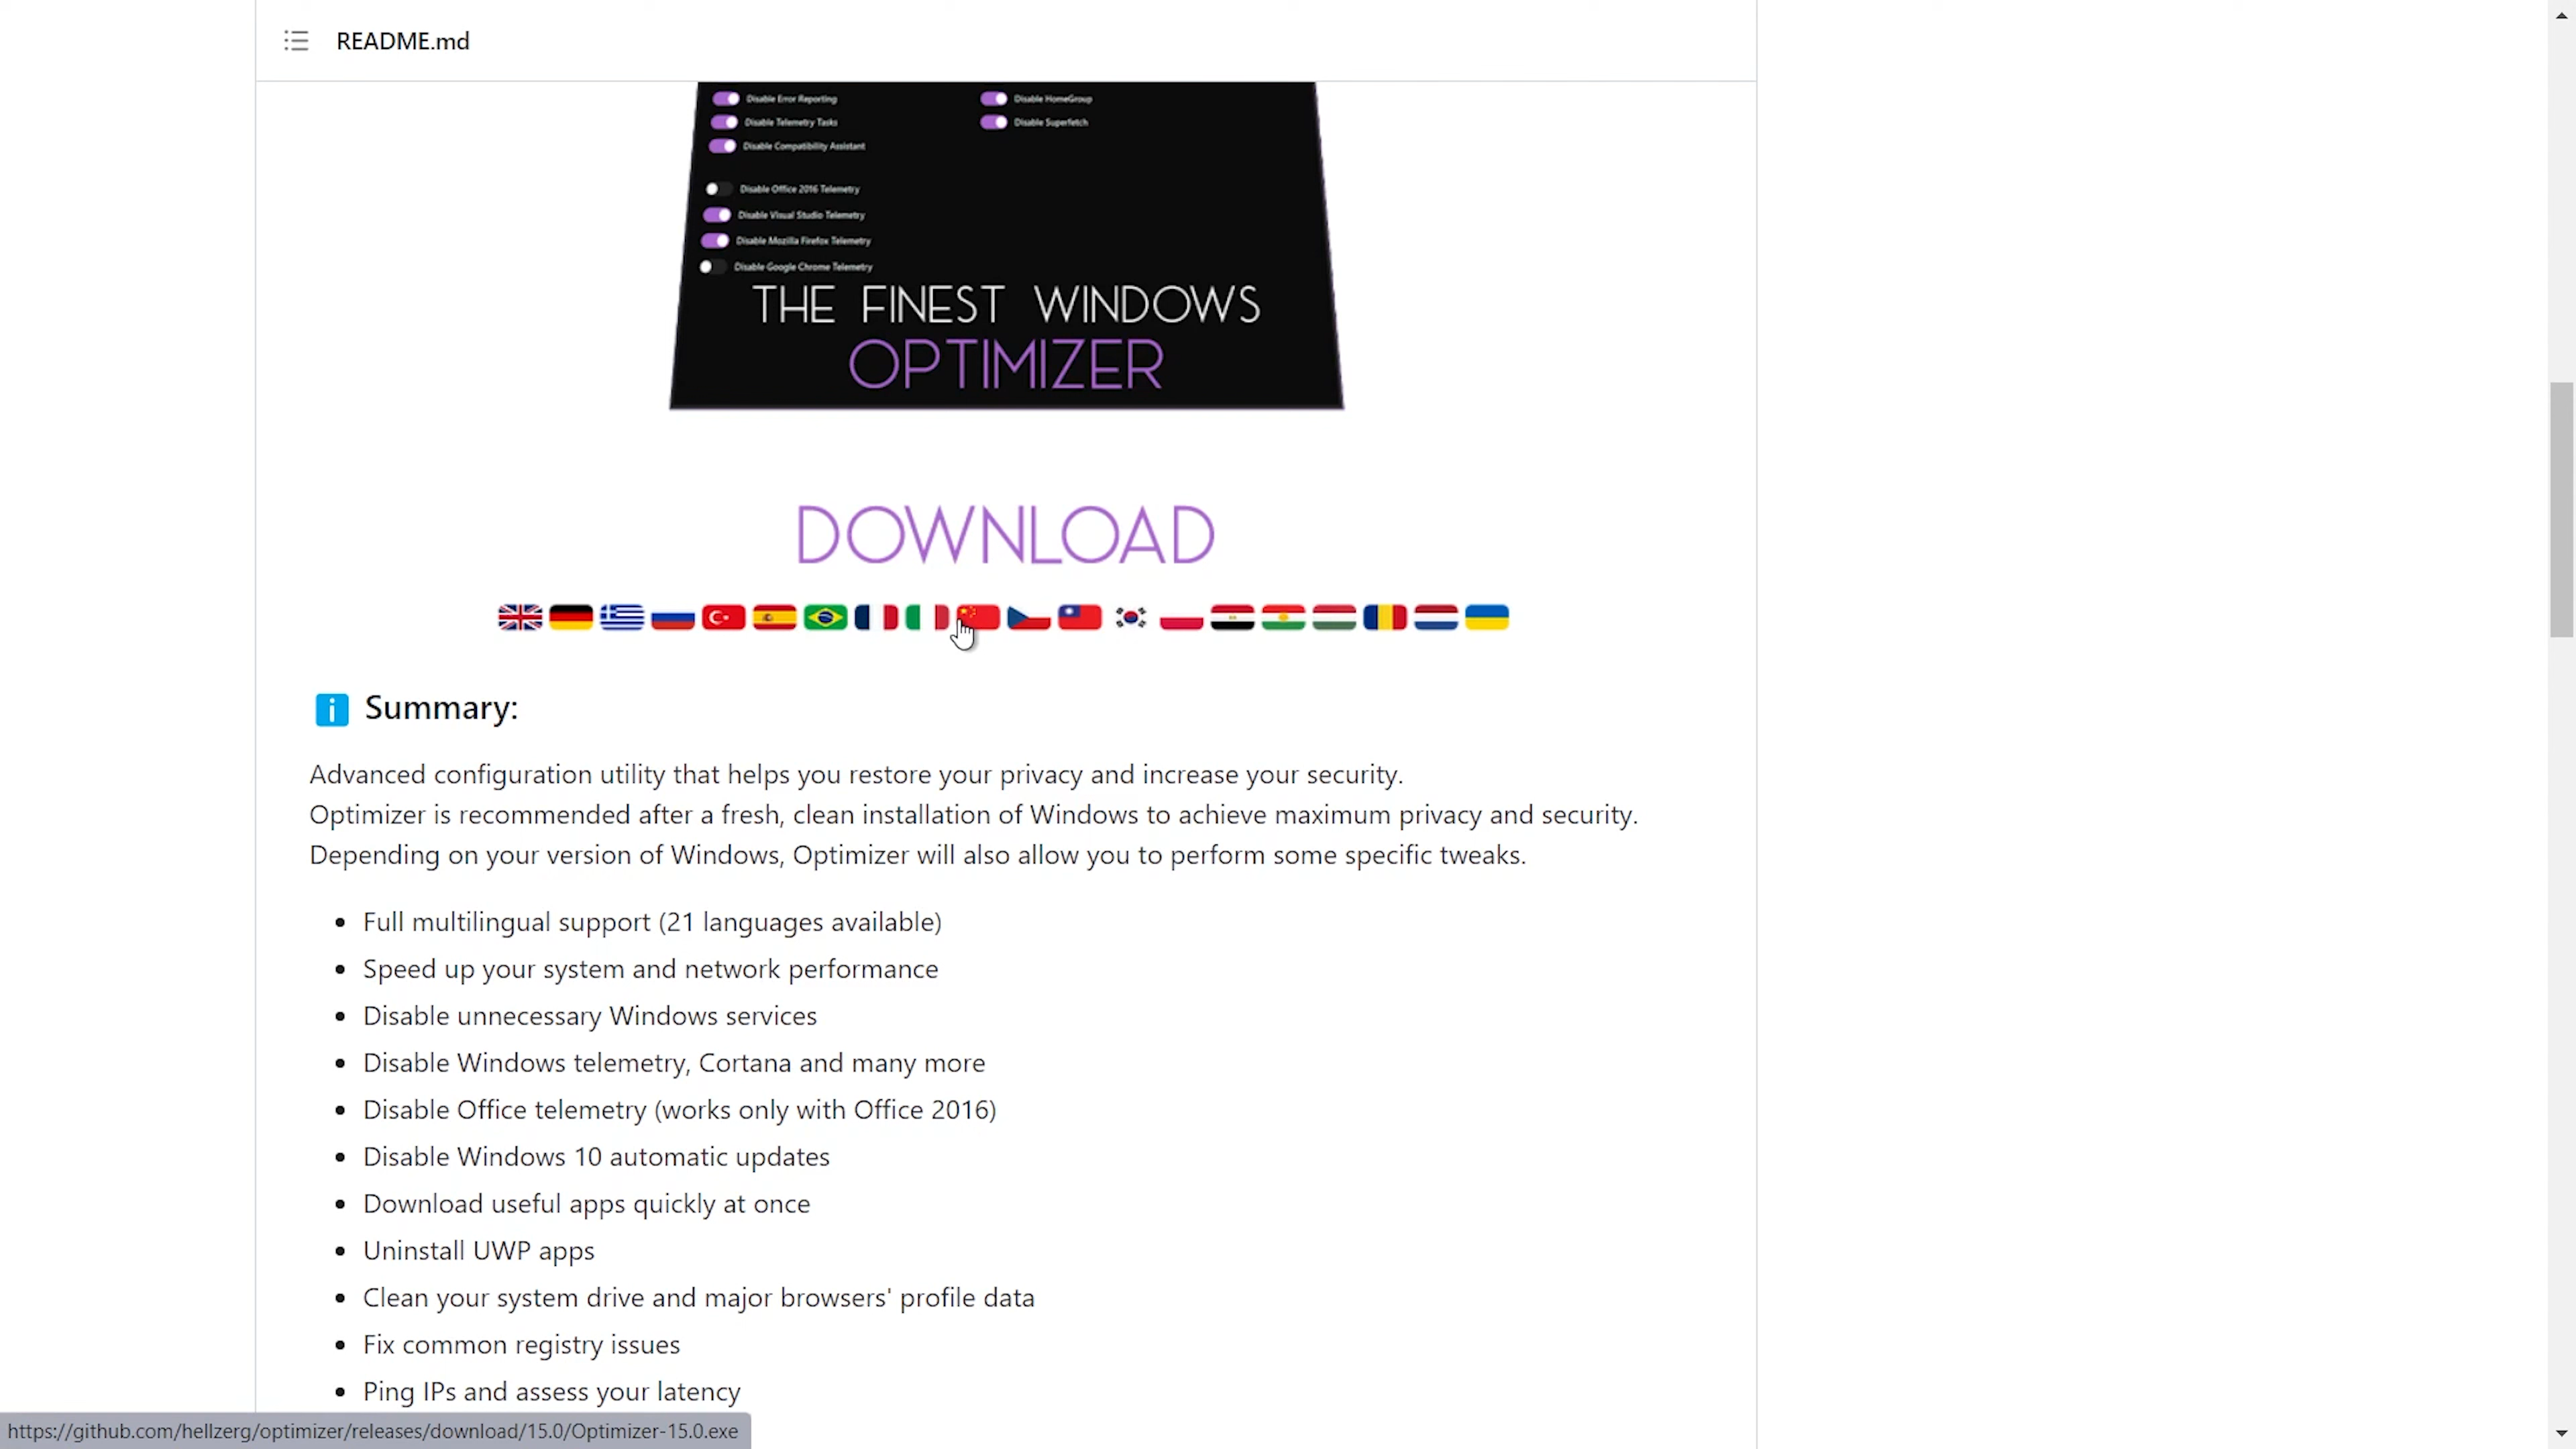 README.md
Disable Error Reporting
Disable HomeGroup
Disable Telemetry Tasks
Disable Superfetch
Disable Compatibility Assistant
Disable Office 2016 Telemetry
Disable Visual Studio Telemetry
Disable Mozilla Firefox Telemetry
Disable Google Chrome Telemetry
THE FINEST WINDOWS
OPTIMIZER
DOWNLOAD
Summary:
Advanced configuration utility that helps you restore your privacy and increase your security.
Optimizer is recommended after a fresh, clean installation of Windows to achieve maximum privacy and security.
Depending on your version of Windows, Optimizer will also allow you to perform some specific tweaks.
Full multilingual support (21 languages available)
Speed up your system and network performance
Disable unnecessary Windows services
Disable Windows telemetry, Cortana and many more
Disable Office telemetry (works only with Office 2016)
Disable Windows 10 automatic updates
Download useful apps quickly at once
Uninstall UWP apps
Clean your system drive and major browsers' profile data
Fix common registry issues
Ping IPs and assess your latency
https://github.com/hellzerg/optimizer/releases/download/15.0/Optimizer-15.0.exe